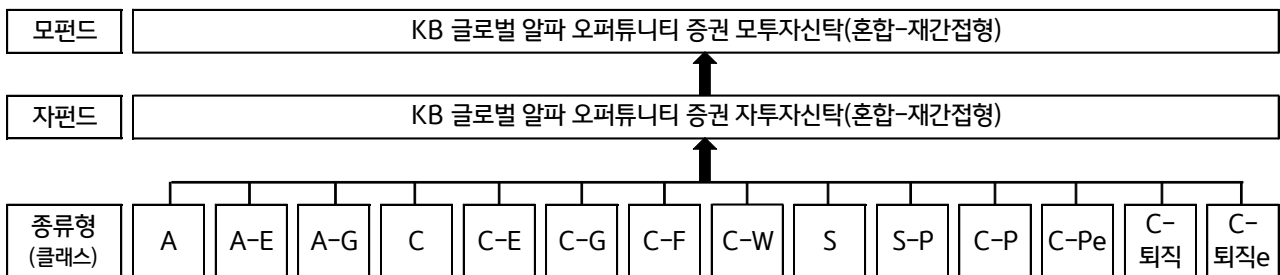 모펀드
KB 글로벌 알파 오퍼튜니티 증권 모투자신탁(혼합-재간접형)
자펀드
KB 글로벌 알파 오퍼튜니티 증권 자투자신탁(혼합-재간접형)
종류형
(클래스)
A
A-E
A-G
C
C-E
C-G
C-F
C-W
S
S-P
C-P
C-Pe
C-
퇴직
C-
퇴직e